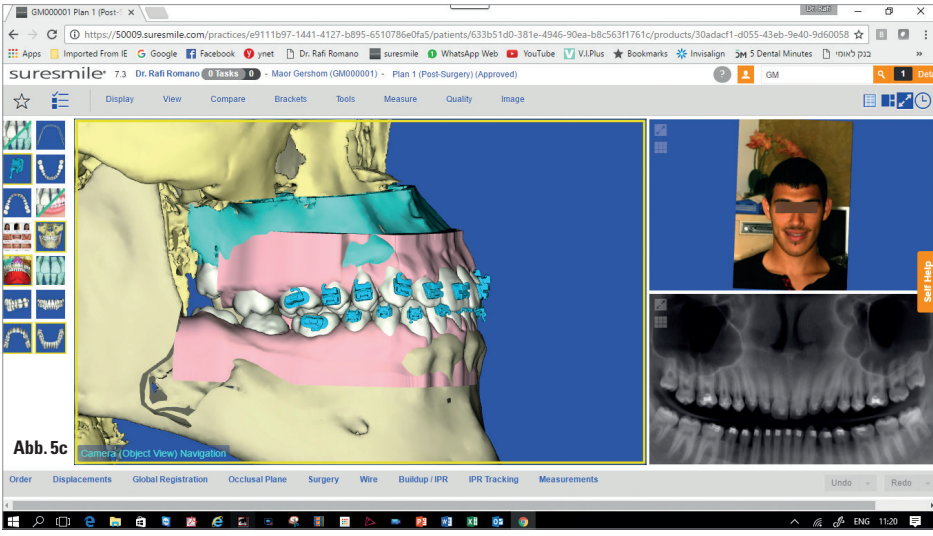 GM000001 Plan 1 (Post-S
Dr. Rafi
https://50009.suresmile.com/practices/e9111b97-1441-4127-b895-6510786e0fa5/patients/633b51d0-381e-4946-90ea-b8c563f1761c/products/30adacf1-d055-43eb-9e40-9d60058
Apps Imported From IE Google Facebook ynet Dr. Rafi Romano suresmile WhatsApp Web YouTube V.I.Plus Bookmarks Invisalign 5 Dental Minutes בנק לאומי »
suresmile 7.3 Dr. Rafi Romano 0 Tasks 0 - Maor Gershom (GM000001) - Plan 1 (Post-Surgery) (Approved) ? GM 1 Deta
Display View Compare Brackets Tools Measure Quality Image
Self Help
Abb. 5c
Camera (Object View) Navigation
Order Displacements Global Registration Occlusal Plane Surgery Wire Buildup / IPR IPR Tracking Measurements Undo Redo
ENG 11:20